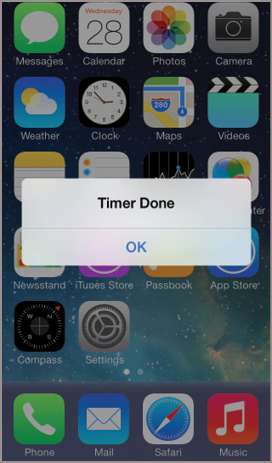 Messages Calendar Photos Camera
Wednesday
28
Weather Clock Maps Videos
280
Timer Done
OK
Newsstand iTunes Store Passbook App Store
Compass Settings
Phone Mail Safari Music